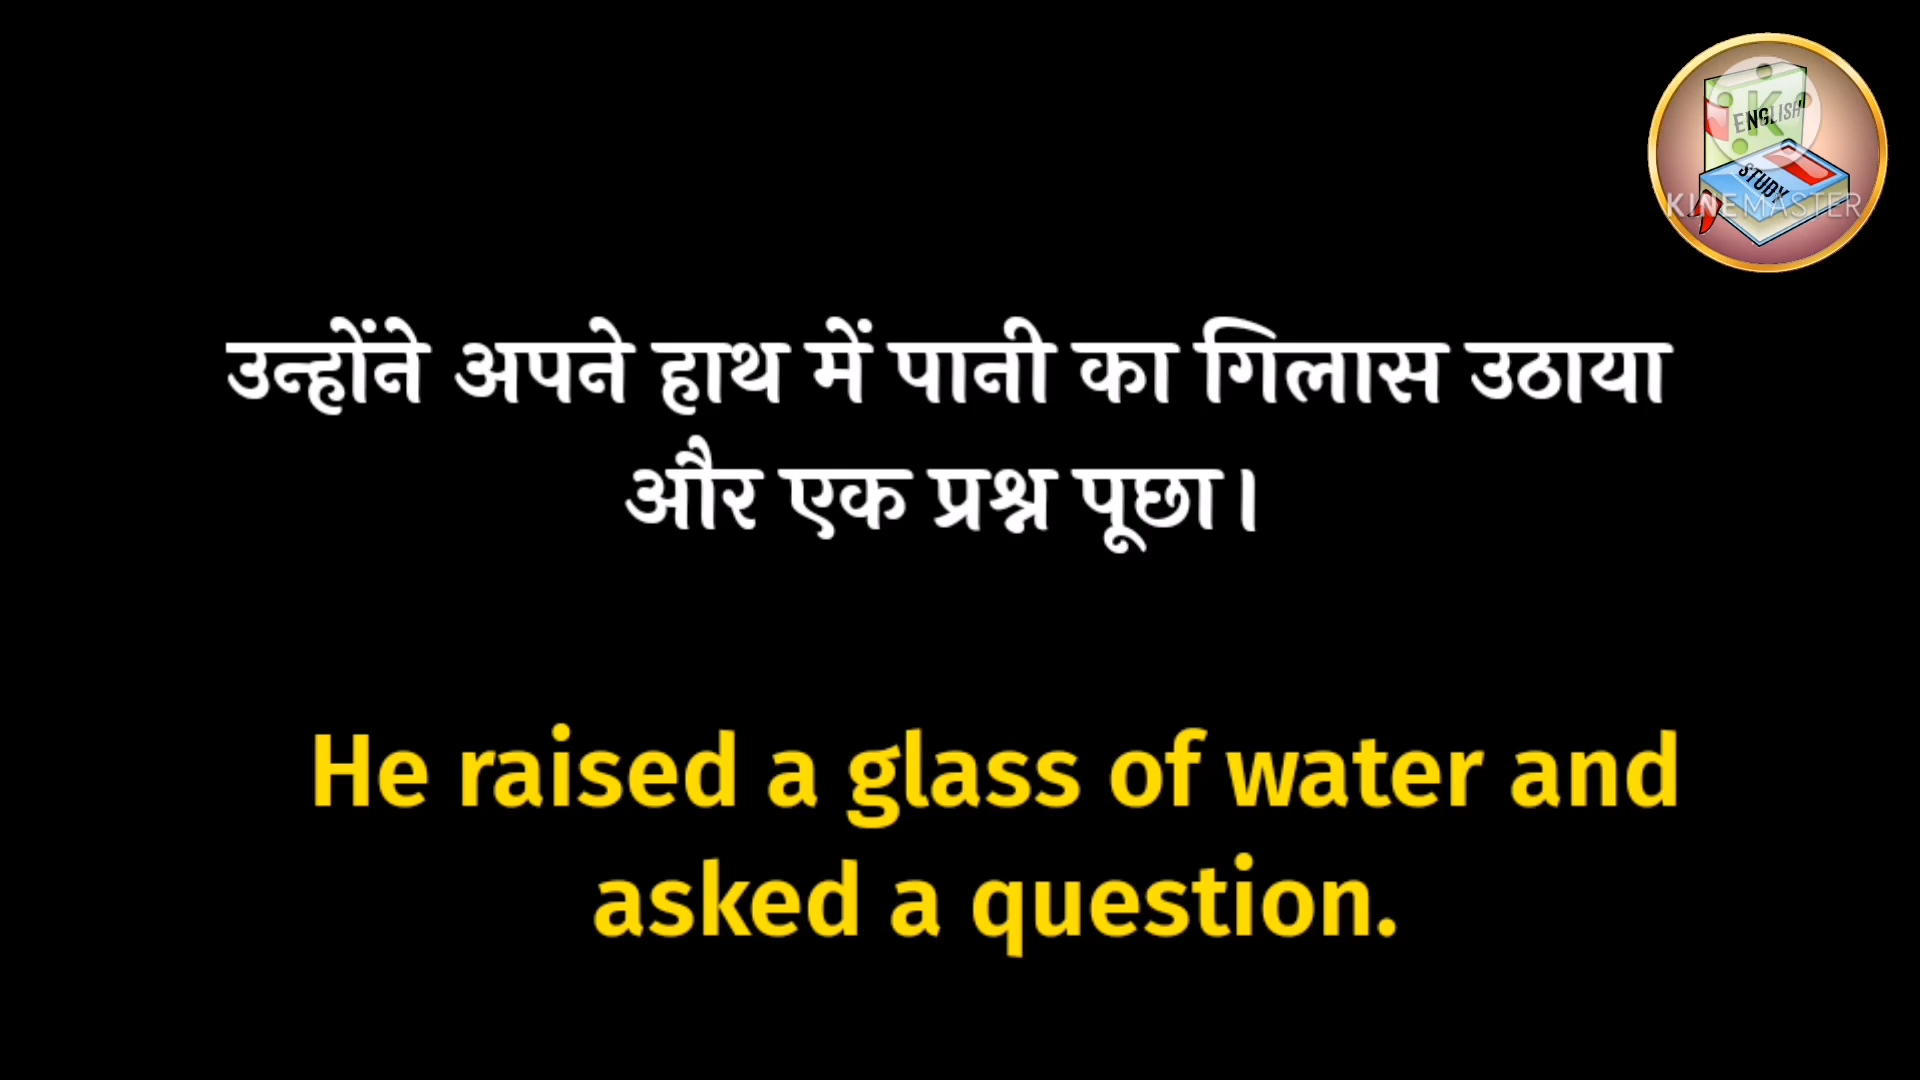 ENGLISH
STUDY
KINEMASTER
उन्होंने अपने हाथ में पानी का गिलास उठाया
और एक प्रश्न पूछा।
He raised a glass of water and
asked a question.